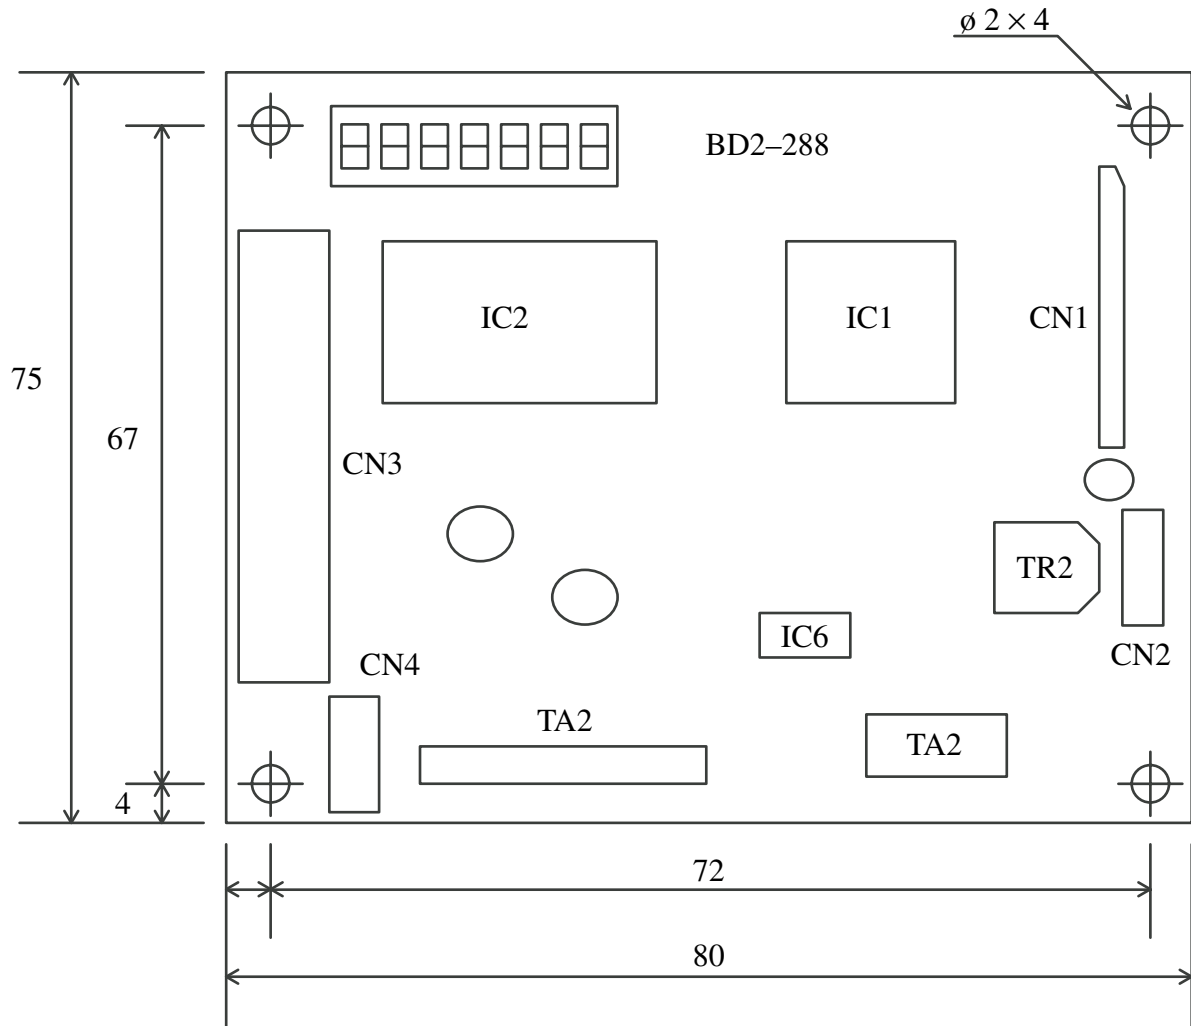 ø 2 × 4
BD2–288
IC2
IC1
CN1
75
67
CN3
TR2
IC6
CN2
CN4
TA2
TA2
4
72
80